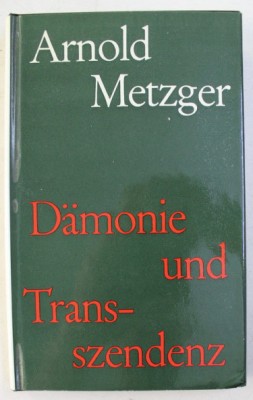 Arnold
Metzger
Dämonie
und
Trans-
szendenz